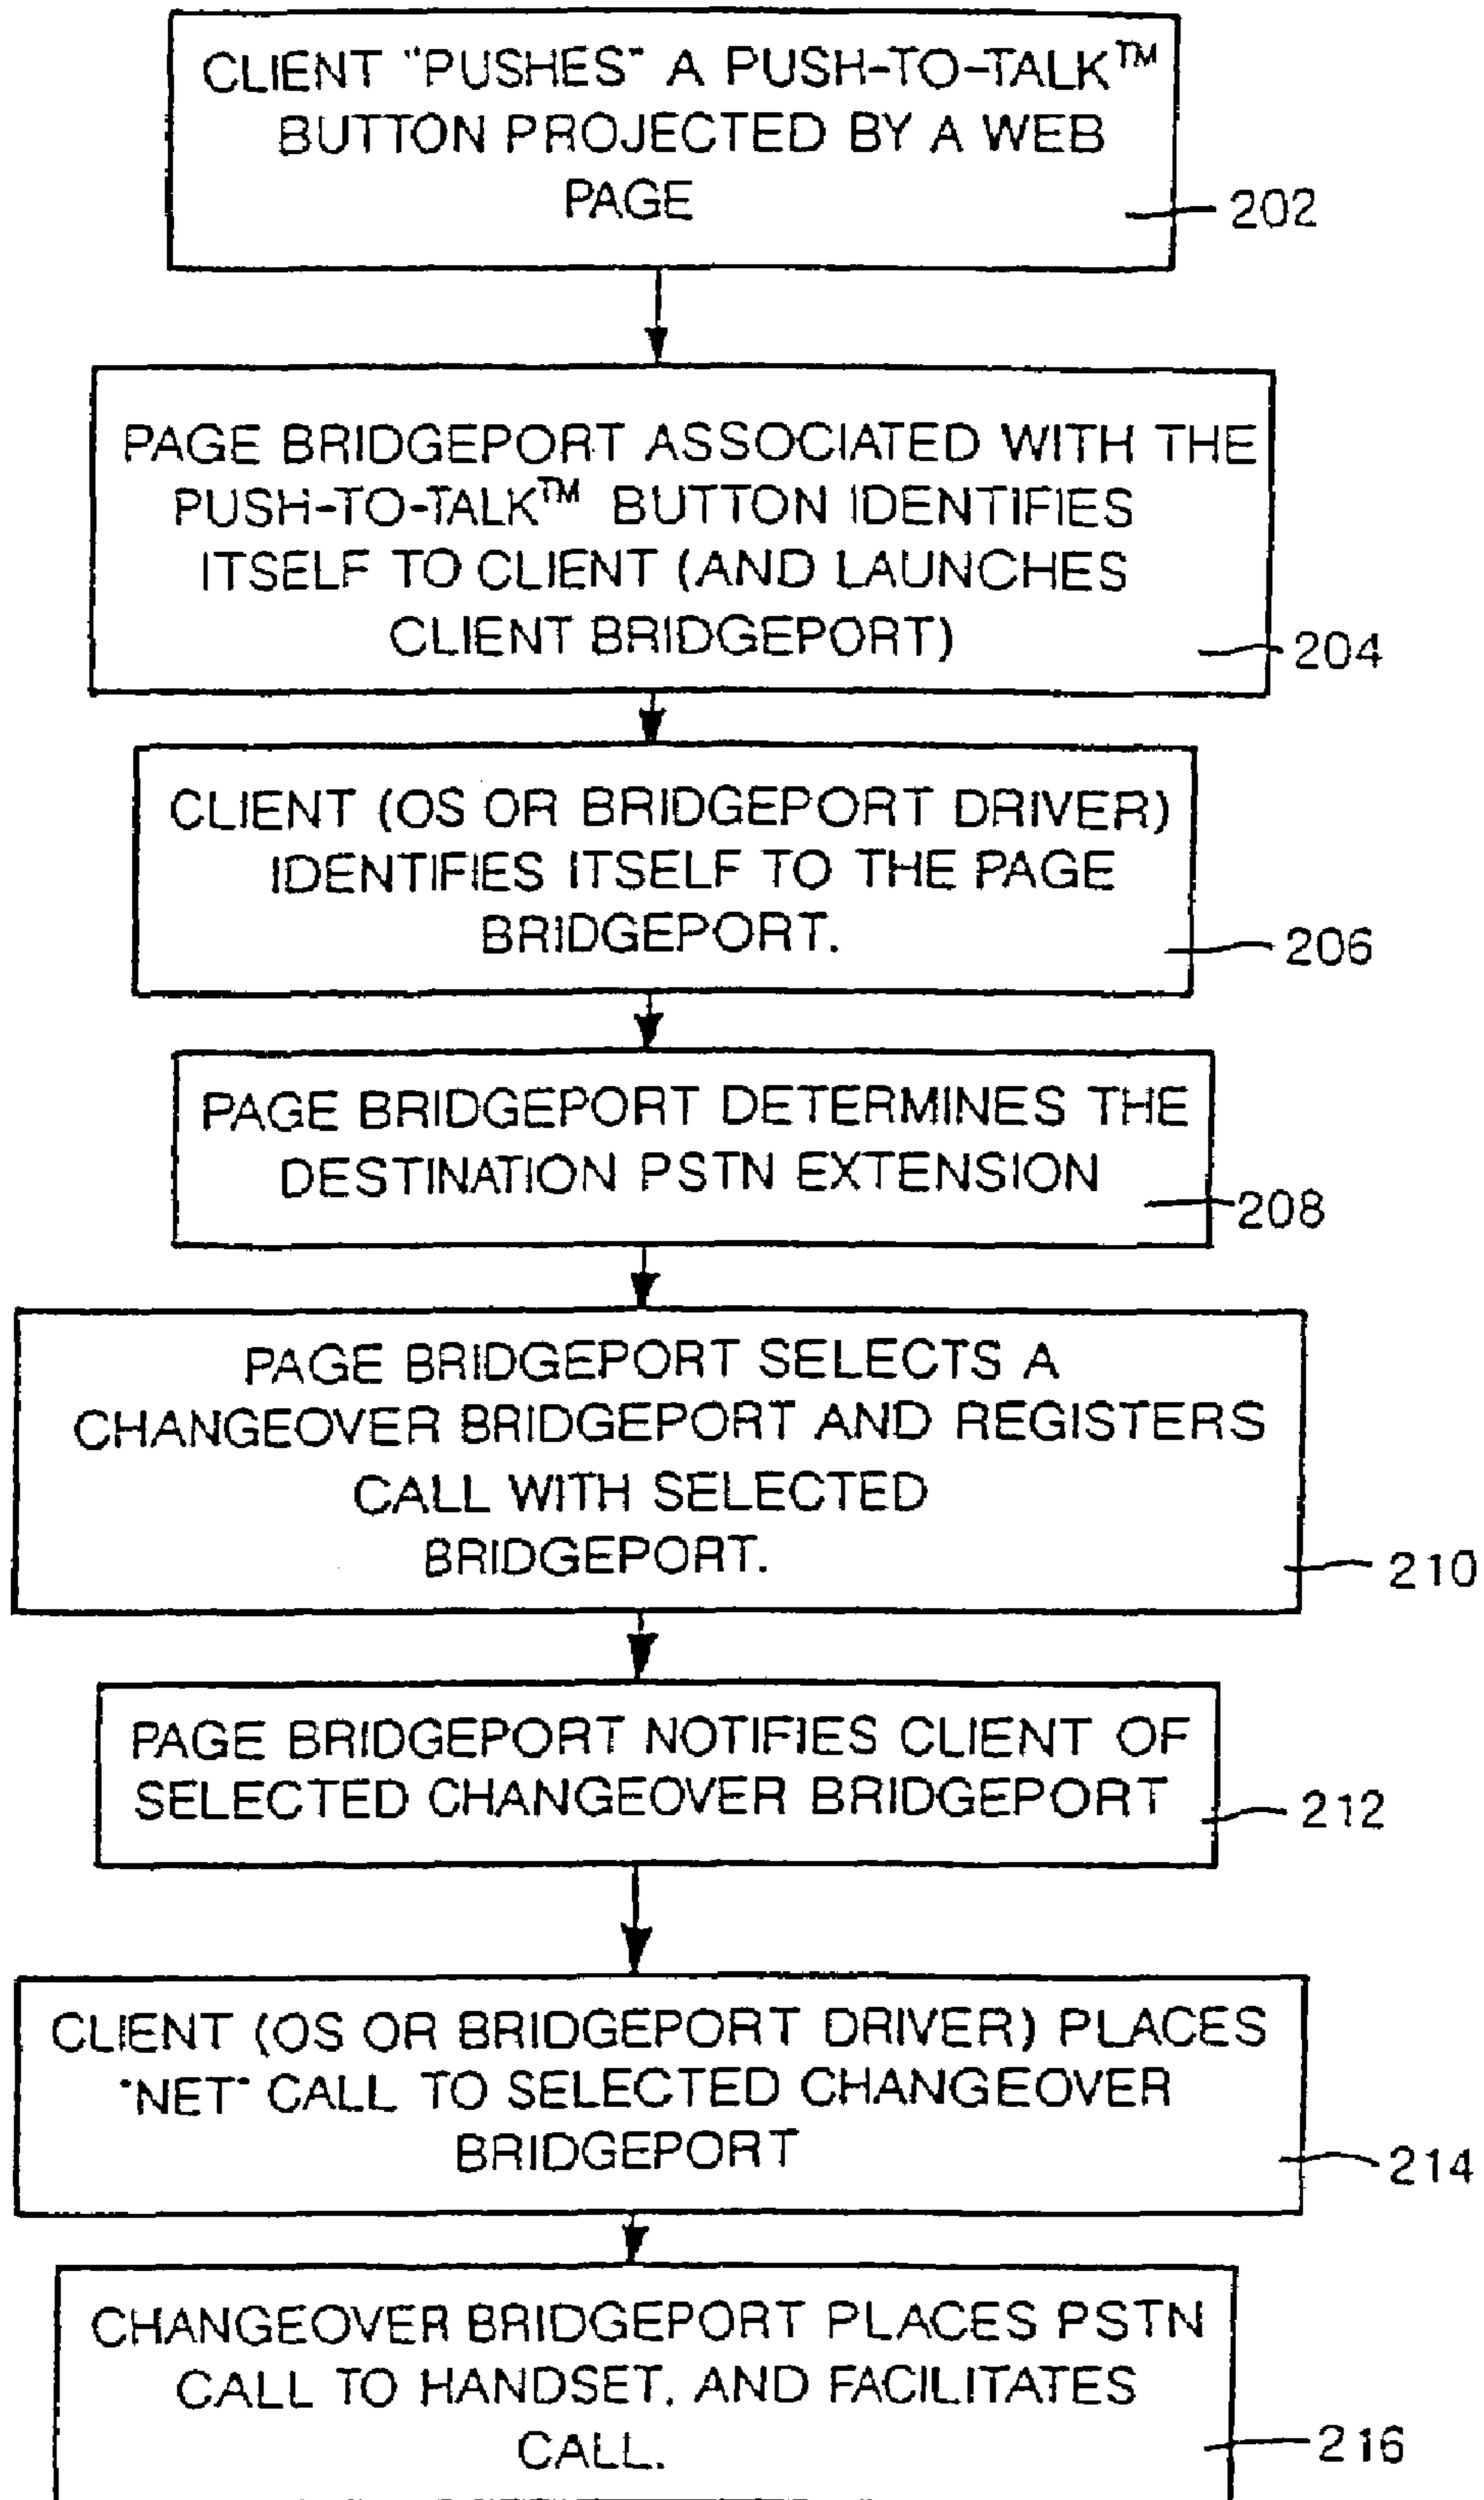 CLIENT "PUSHES" A PUSH-TO-TALK™
BUTTON PROJECTED BY A WEB
PAGE
202
PAGE BRIDGEPORT ASSOCIATED WITH THE
PUSH-TO-TALK™ BUTTON IDENTIFIES
ITSELF TO CLIENT (AND LAUNCHES
CLIENT BRIDGEPORT)
204
CLIENT (OS OR BRIDGEPORT DRIVER)
IDENTIFIES ITSELF TO THE PAGE
BRIDGEPORT.
206
PAGE BRIDGEPORT DETERMINES THE
DESTINATION PSTN EXTENSION
208
PAGE BRIDGEPORT SELECTS A
CHANGEOVER BRIDGEPORT AND REGISTERS
CALL WITH SELECTED
BRIDGEPORT.
210
PAGE BRIDGEPORT NOTIFIES CLIENT OF
SELECTED CHANGEOVER BRIDGEPORT
212
CLIENT (OS OR BRIDGEPORT DRIVER) PLACES
"NET" CALL TO SELECTED CHANGEOVER
BRIDGEPORT
214
CHANGEOVER BRIDGEPORT PLACES PSTN
CALL TO HANDSET, AND FACILITATES
CALL.
216